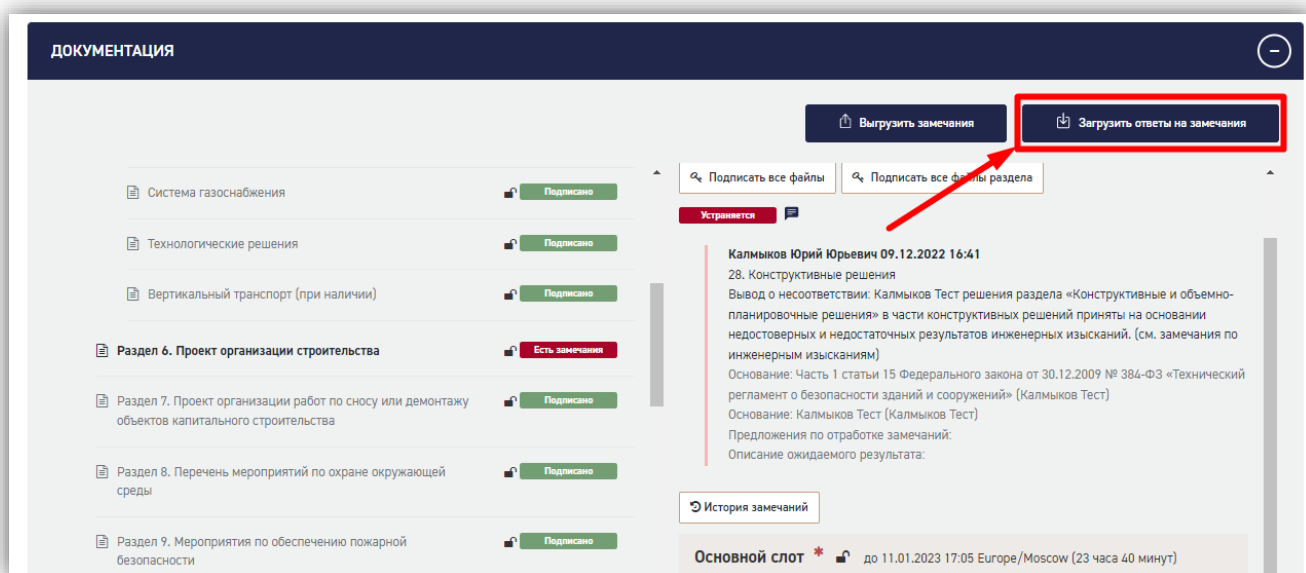 ДОКУМЕНТАЦИЯ
Выгрузить замечания
Загрузить ответы на замечания
Система газоснабжения
Подписано
Технологические решения
Подписано
Вертикальный транспорт (при наличии)
Подписано
Раздел 6. Проект организации строительства
Есть замечания
Раздел 7. Проект организации работ по сносу или демонтажу
объектов капитального строительства
Подписано
Раздел 8. Перечень мероприятий по охране окружающей
среды
Подписано
Раздел 9. Мероприятия по обеспечению пожарной
безопасности
Подписано
Подписать все файлы
Подписать все файлы раздела
Устраняется
Калмыков Юрий Юрьевич 09.12.2022 16:41
28. Конструктивные решения
Вывод о несоответствии: Калмыков Тест решения раздела «Конструктивные и объемно-
планировочные решения» в части конструктивных решений приняты на основании
недостоверных и недостаточных результатов инженерных изысканий. (см. замечания по
инженерным изысканиям)
Основание: Часть 1 статьи 15 Федерального закона от 30.12.2009 № 384-ФЗ «Технический
регламент о безопасности зданий и сооружений» (Калмыков Тест)
Основание: Калмыков Тест (Калмыков Тест)
Предложения по отработке замечаний:
Описание ожидаемого результата:
История замечаний
Основной слот * до 11.01.2023 17:05 Europe/Moscow (23 часа 40 минут)